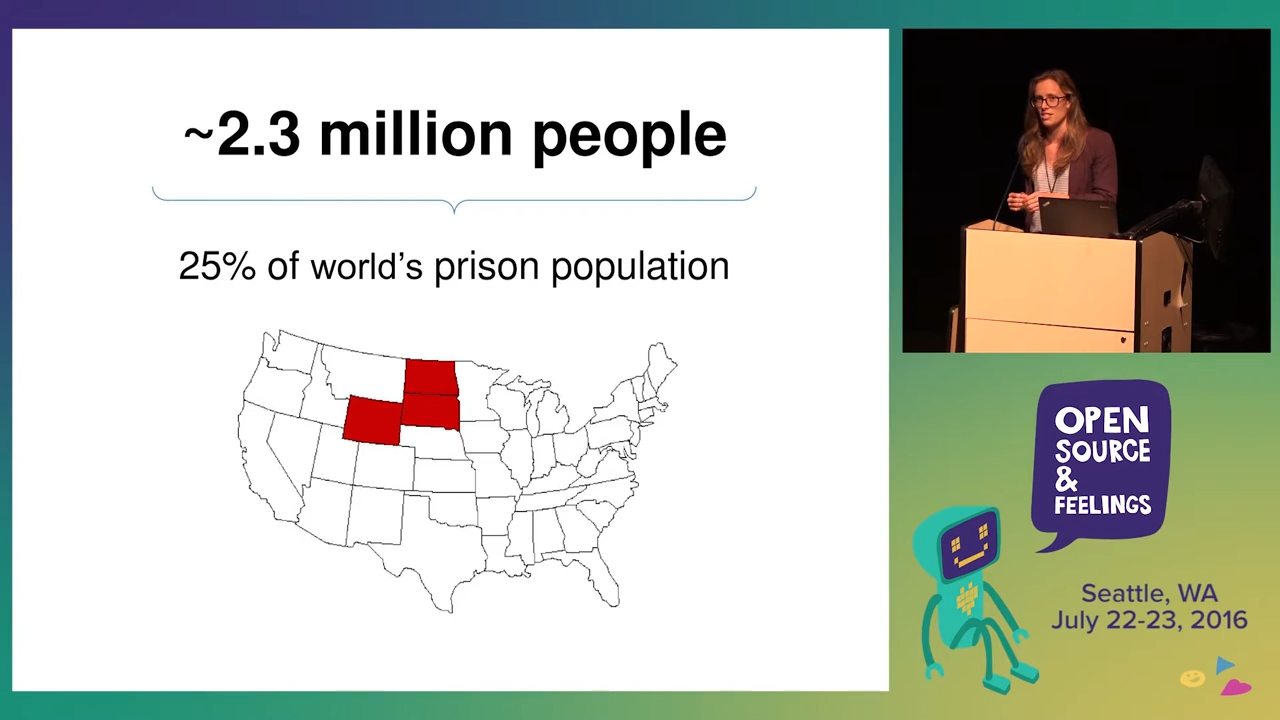 ~2.3 million people
25% of world's prison population
OPEN
SOURCE
&
FEELINGS
Seattle, WA
July 22-23, 2016